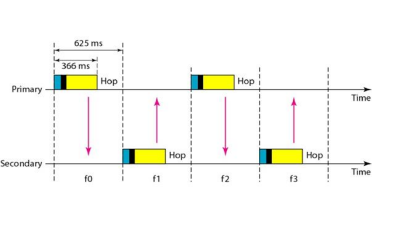 625 ms
366 ms
Hop
Hop
Primary
Time
Hop
Hop
Secondary
Time
f0 f1 f2 f3